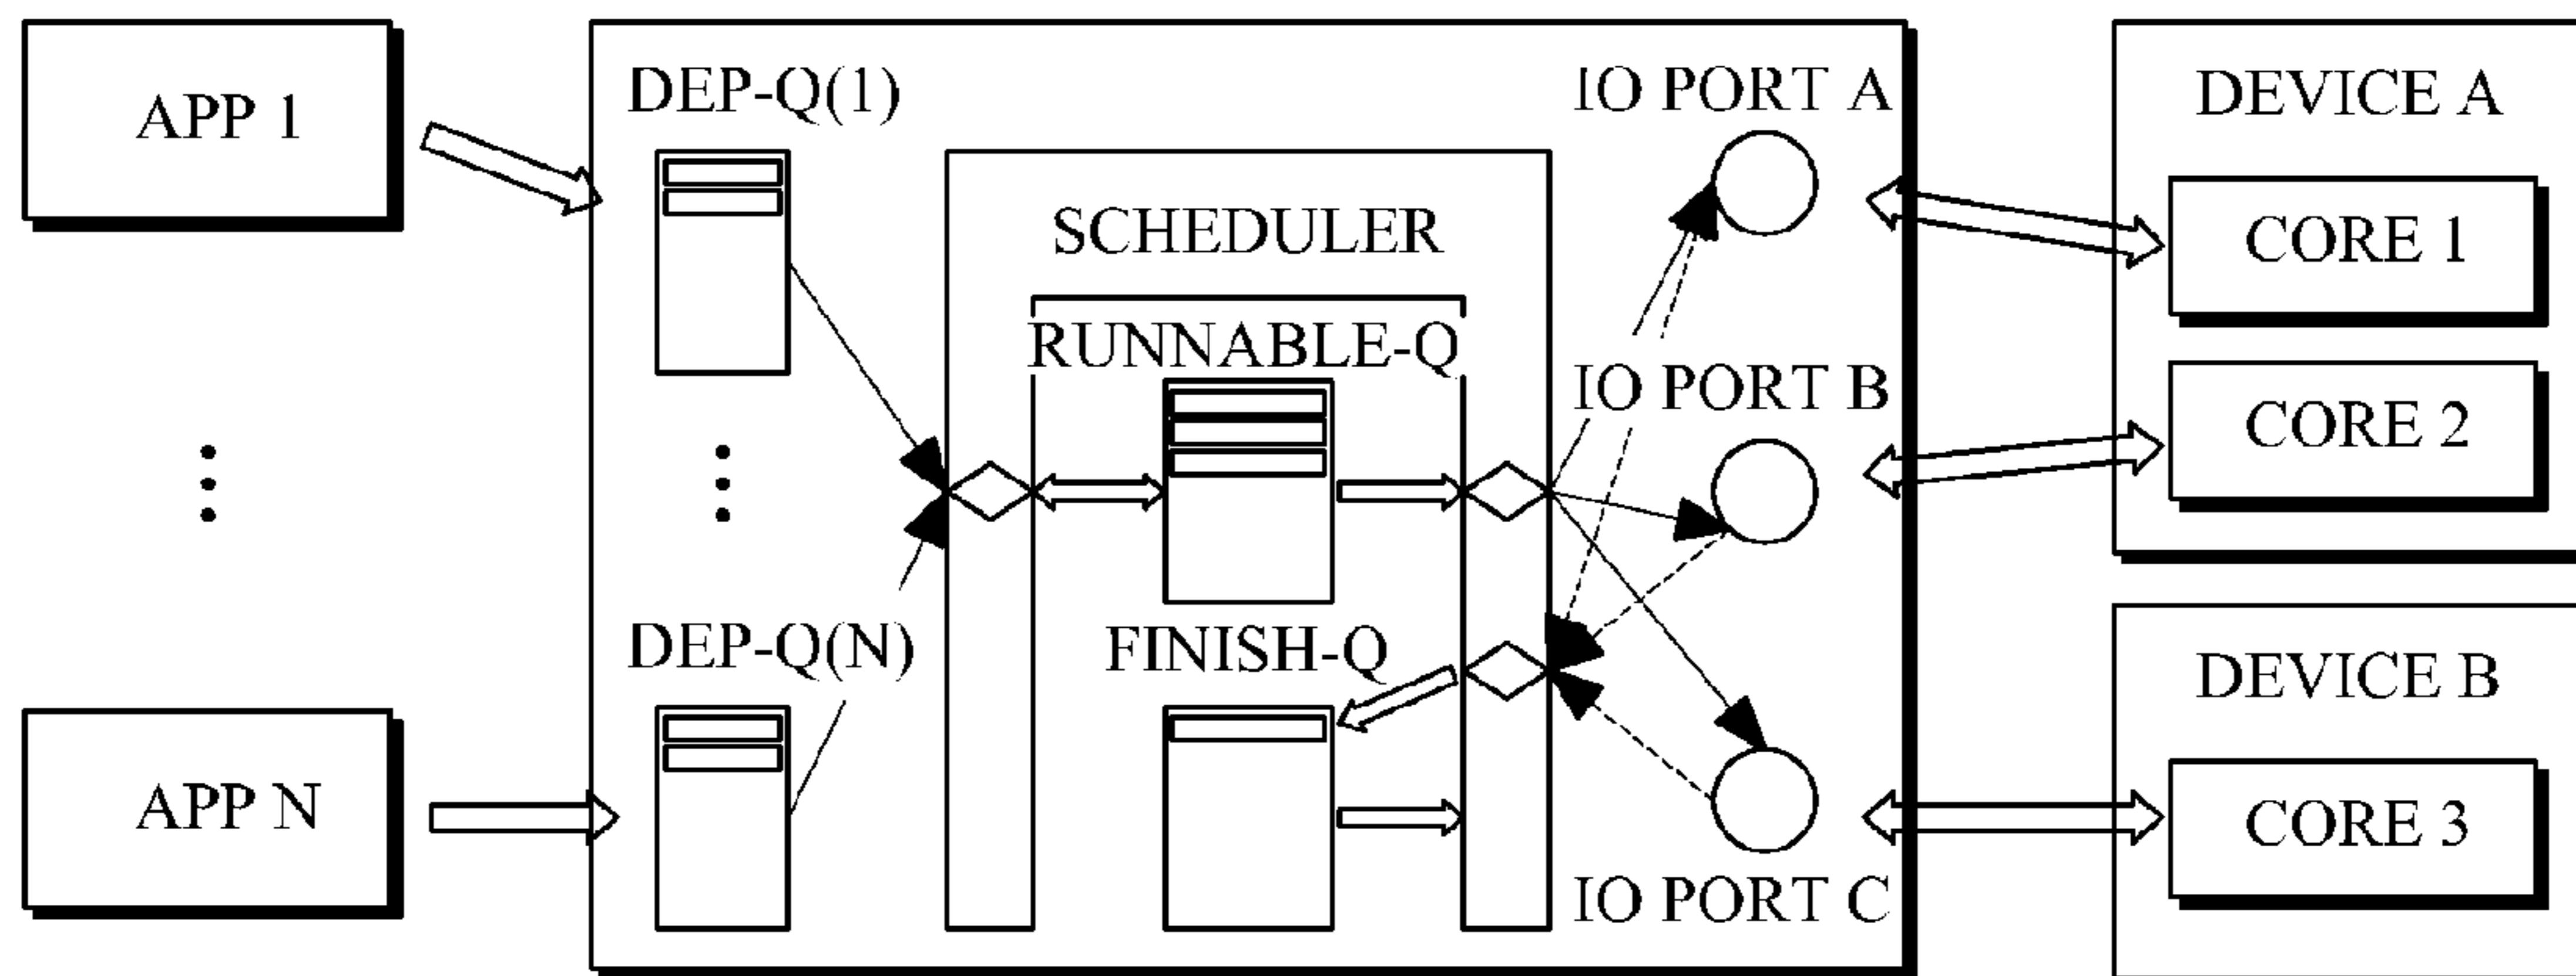 APP 1
DEP-Q(1)
IO PORT A
DEVICE A
SCHEDULER
CORE 1
RUNNABLE-Q
IO PORT B
CORE 2
DEP-Q(N)
FINISH-Q
DEVICE B
APP N
CORE 3
IO PORT C